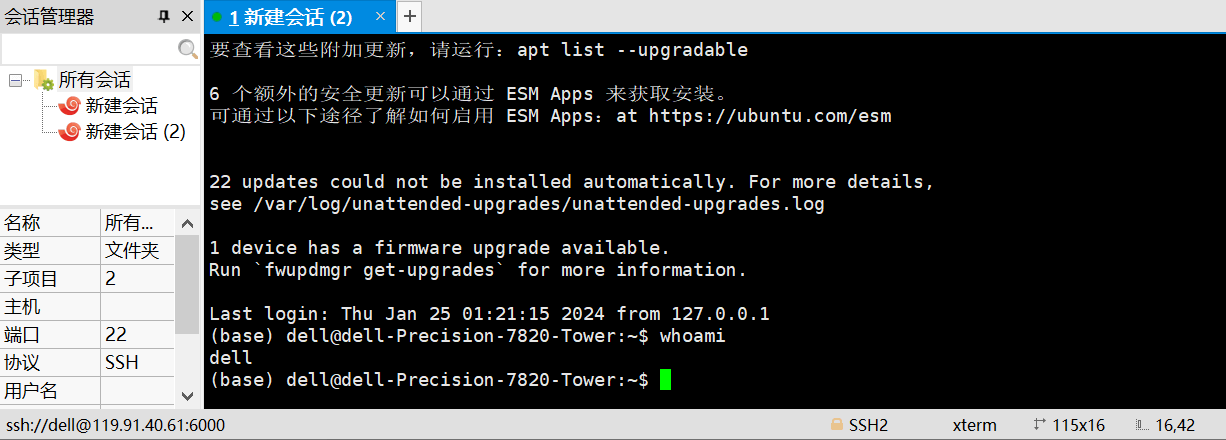 会话管理器
1 新建会话 (2)
所有会话
新建会话
新建会话 (2)
名称 所有...
类型 文件夹
子项目 2
主机
端口 22
协议 SSH
用户名
要查看这些附加更新，请运行：apt list --upgradable
6 个额外的安全更新可以通过 ESM Apps 来获取安装。
可通过以下途径了解如何启用 ESM Apps：at https://ubuntu.com/esm
22 updates could not be installed automatically. For more details,
see /var/log/unattended-upgrades/unattended-upgrades.log
1 device has a firmware upgrade available.
Run `fwupdmgr get-upgrades` for more information.
Last login: Thu Jan 25 01:21:15 2024 from 127.0.0.1
(base) dell@dell-Precision-7820-Tower:~$ whoami
dell
(base) dell@dell-Precision-7820-Tower:~$
ssh://dell@119.91.40.61:6000 SSH2 xterm 115x16 16,42